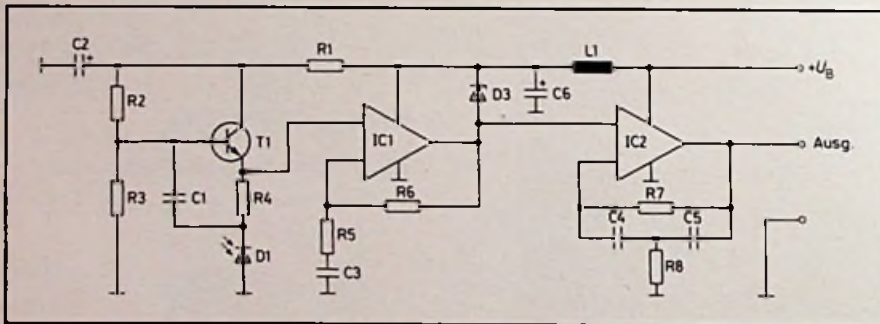 C2
+
R1
L1
+U_B
R2
D3
+
C6
T1
IC1
IC2
Ausg.
R3
C1
R4
R6
R7
R5
C4
C5
D1
C3
R8